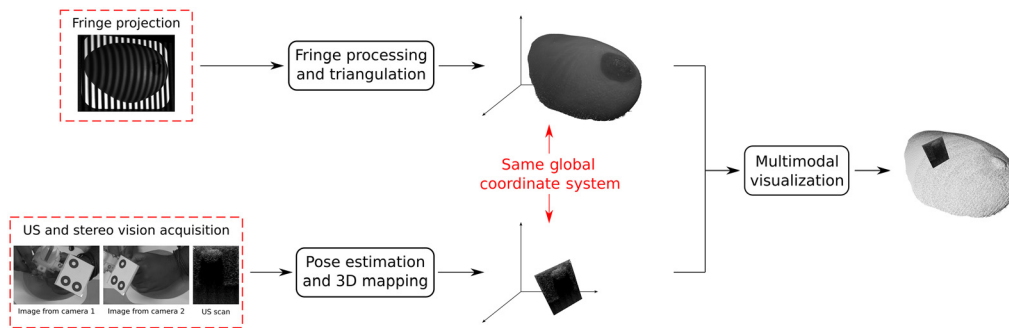 Fringe projection
Fringe processing
and triangulation
Same global
coordinate system
Multimodal
visualization
US and stereo vision acquisition
Image from camera 1
Image from camera 2
US scan
Pose estimation
and 3D mapping